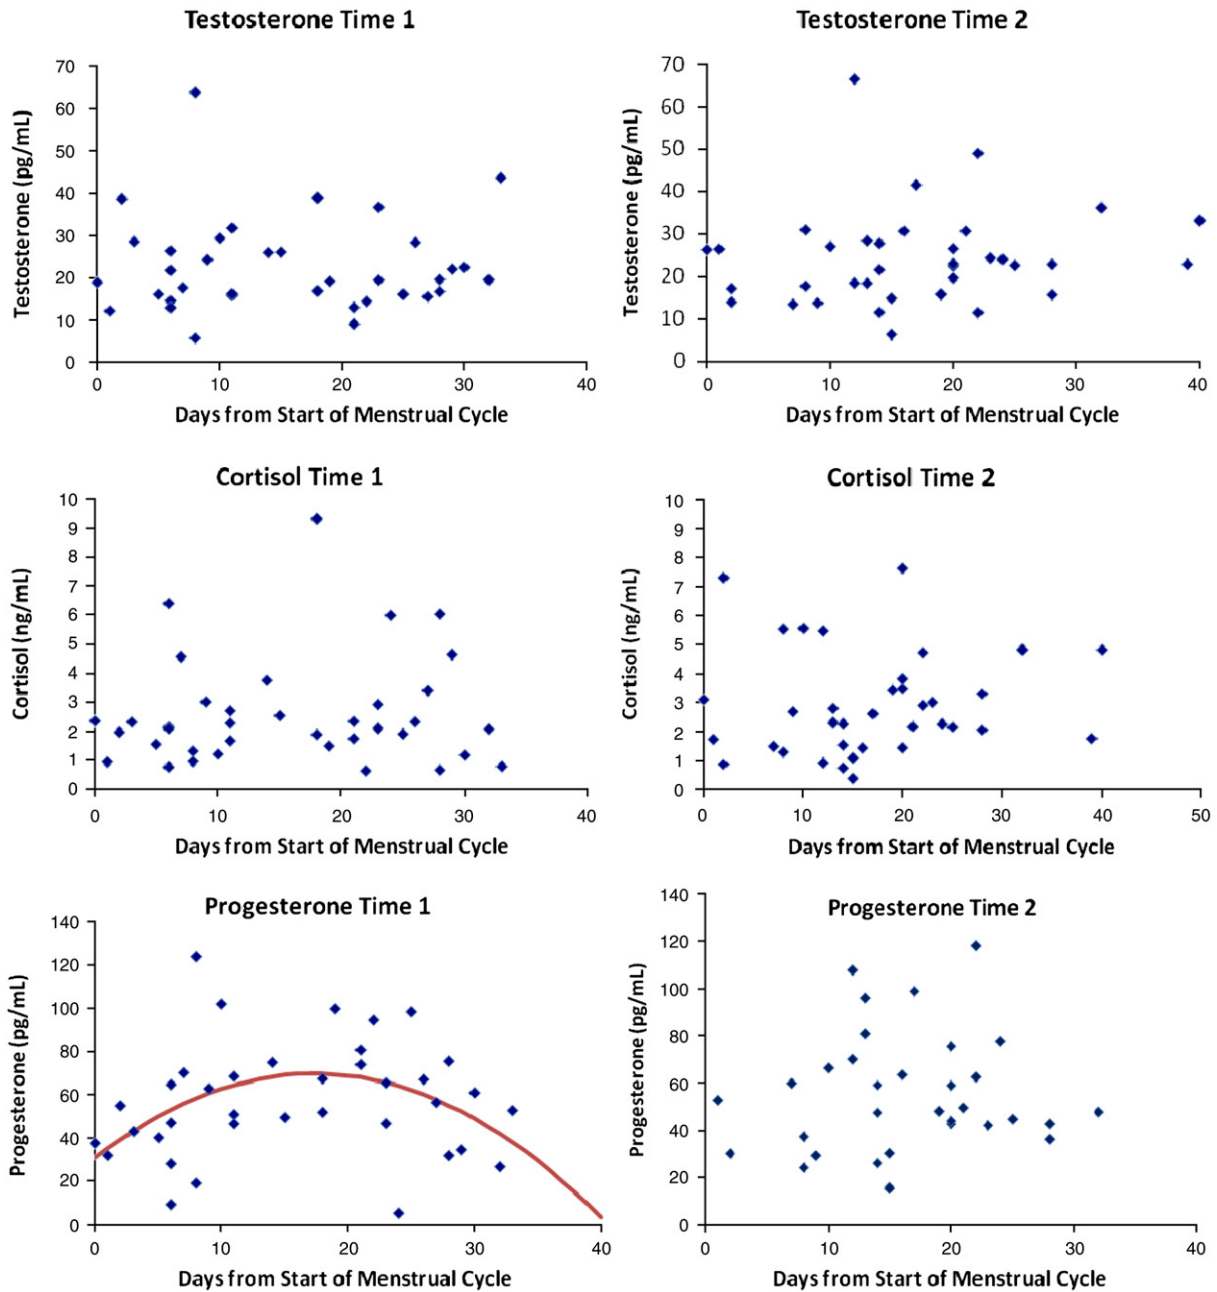 Testosterone Time 1
Testosterone (pg/mL)
70
60
50
40
30
20
10
0
0 10 20 30 40
Days from Start of Menstrual Cycle
Testosterone Time 2
Testosterone (pg/mL)
70
60
50
40
30
20
10
0
0 10 20 30 40
Days from Start of Menstrual Cycle
Cortisol Time 1
Cortisol (ng/mL)
10
9
8
7
6
5
4
3
2
1
0
0 10 20 30 40
Days from Start of Menstrual Cycle
Cortisol Time 2
Cortisol (ng/mL)
10
9
8
7
6
5
4
3
2
1
0
0 10 20 30 40 50
Days from Start of Menstrual Cycle
Progesterone Time 1
Progesterone (pg/mL)
140
120
100
80
60
40
20
0
0 10 20 30 40
Days from Start of Menstrual Cycle
Progesterone Time 2
Progesterone (pg/mL)
140
120
100
80
60
40
20
0
0 10 20 30 40
Days from Start of Menstrual Cycle